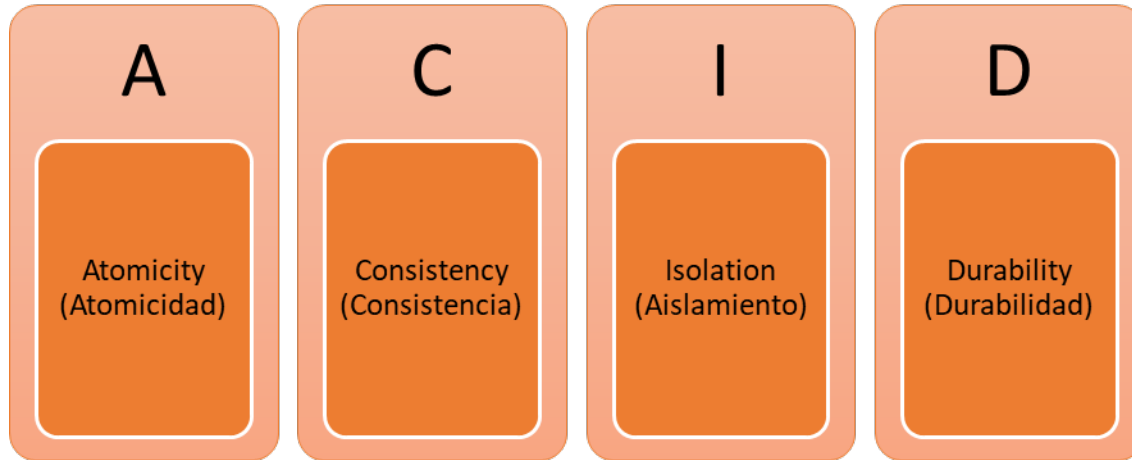 A
Atomicity
(Atomicidad)
C
Consistency
(Consistencia)
I
Isolation
(Aislamiento)
D
Durability
(Durabilidad)